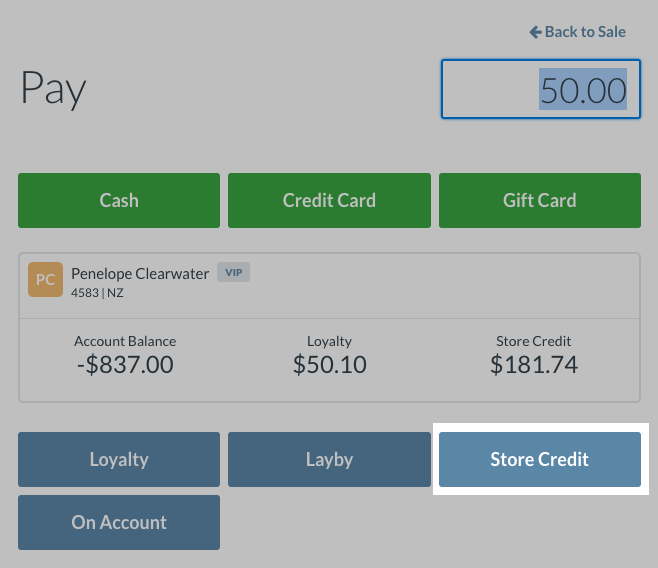 Back to Sale
Pay
50.00
Cash
Credit Card
Gift Card
PC
Penelope Clearwater VIP
4583 | NZ
Account Balance
Loyalty
Store Credit
-$837.00
$50.10
$181.74
Loyalty
Layby
Store Credit
On Account